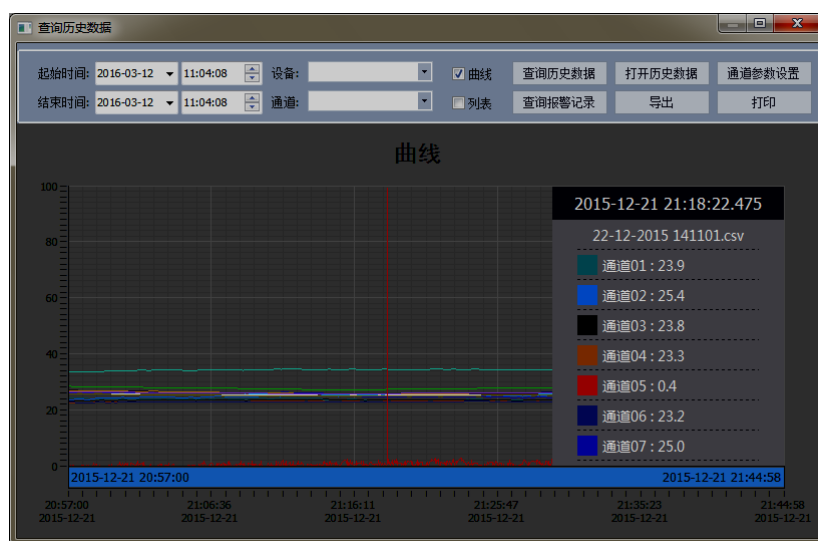 查询历史数据
起始时间: 2016-03-12 11:04:08 设备: 曲线 查询历史数据 打开历史数据 通道参数设置
结束时间: 2016-03-12 11:04:08 通道: 列表 查询报警记录 导出 打印
曲线
100
80
60
40
20
0
2015-12-21 21:18:22.475
22-12-2015 141101.csv
通道01 : 23.9
通道02 : 25.4
通道03 : 23.8
通道04 : 23.3
通道05 : 0.4
通道06 : 23.2
通道07 : 25.0
2015-12-21 20:57:00 2015-12-21 21:44:58
20:57:00 21:06:36 21:16:11 21:25:47 21:35:23 21:44:58
2015-12-21 2015-12-21 2015-12-21 2015-12-21 2015-12-21 2015-12-21